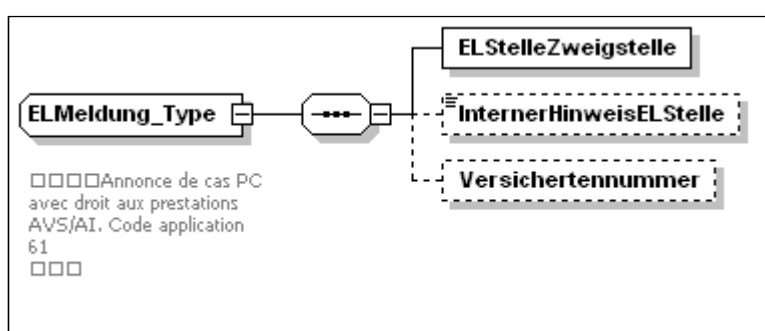 ELStelleZweigstelle
ELMeldung_Type
InternerHinweisELStelle
Versichertennummer
□□□□Annonce de cas PC
avec droit aux prestations
AVS/AI. Code application
61
□□□